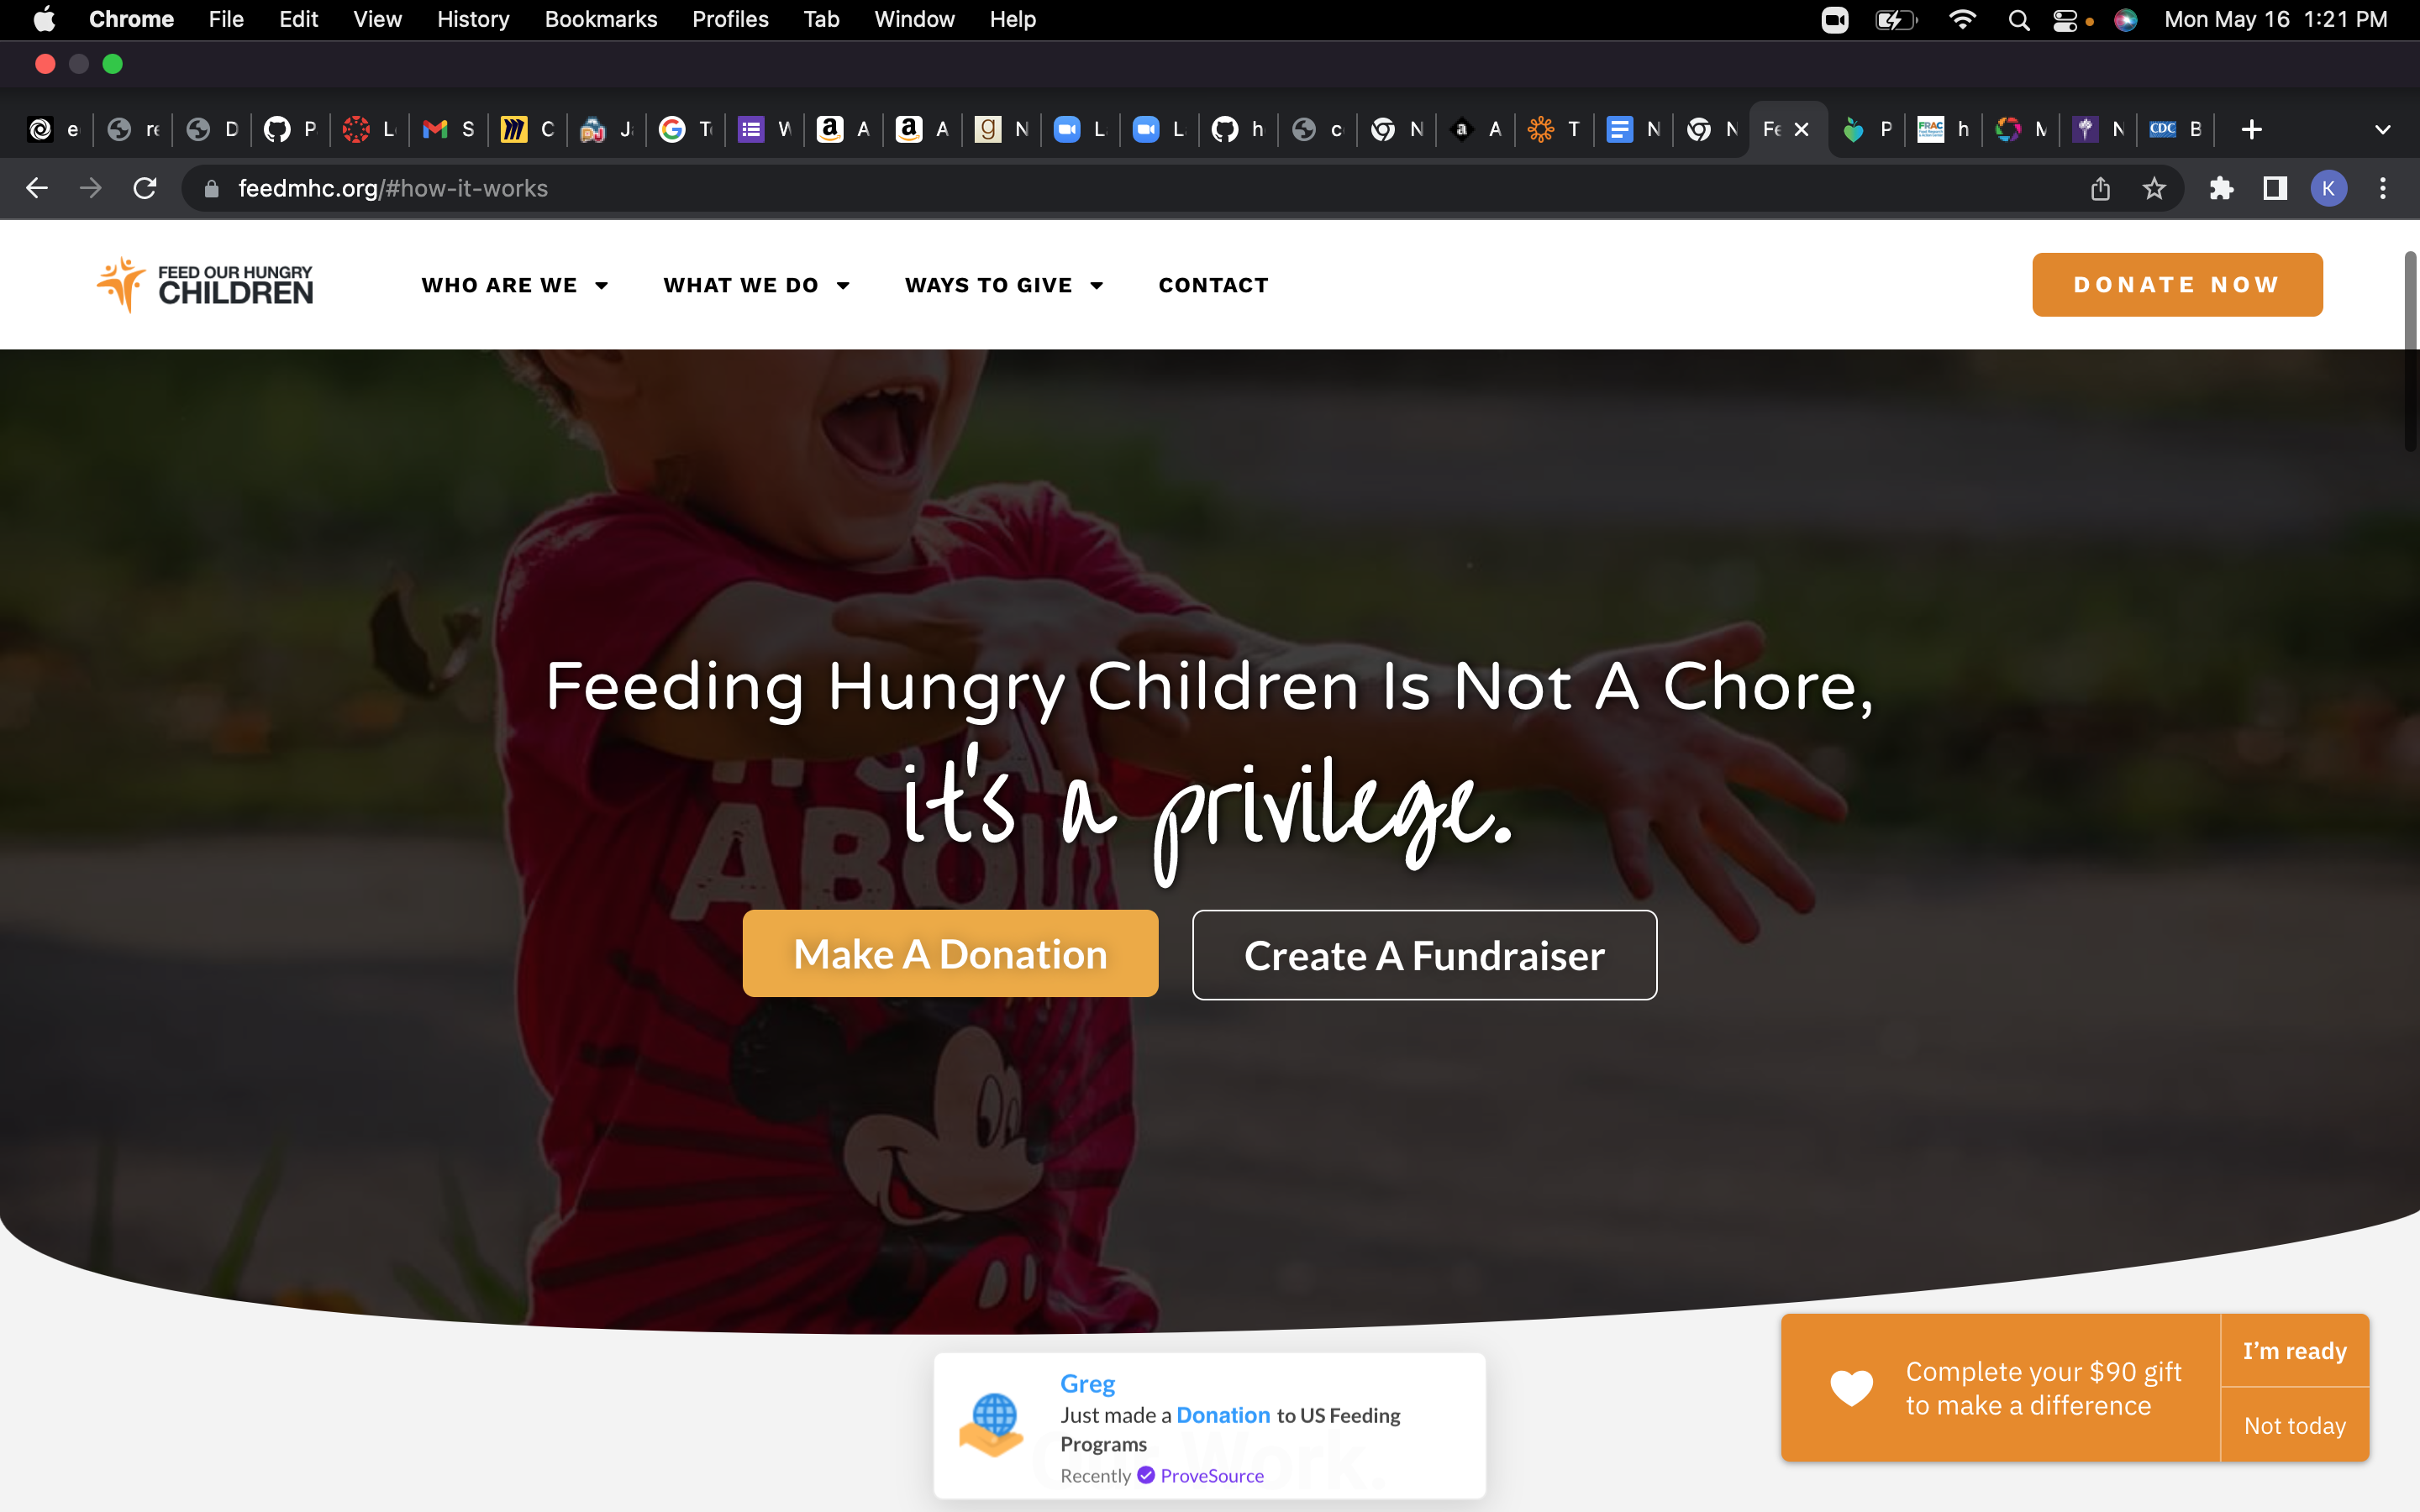 Chrome File Edit View History Bookmarks Profiles Tab Window Help Mon May 16 1:21 PM
e re D P L S C J T W A A N L L h c N A T N N Fe P h M N CDC B
feedmhc.org/#how-it-works K
FEED OUR HUNGRY
CHILDREN
WHO ARE WE WHAT WE DO WAYS TO GIVE CONTACT DONATE NOW
IT'S A
ABOUT
Feeding Hungry Children Is Not A Chore,
it's a privilege.
Make A Donation Create A Fundraiser
Greg
Just made a Donation to US Feeding
Programs
Recently ProveSource
Complete your $90 gift
to make a difference
I'm ready
Not today